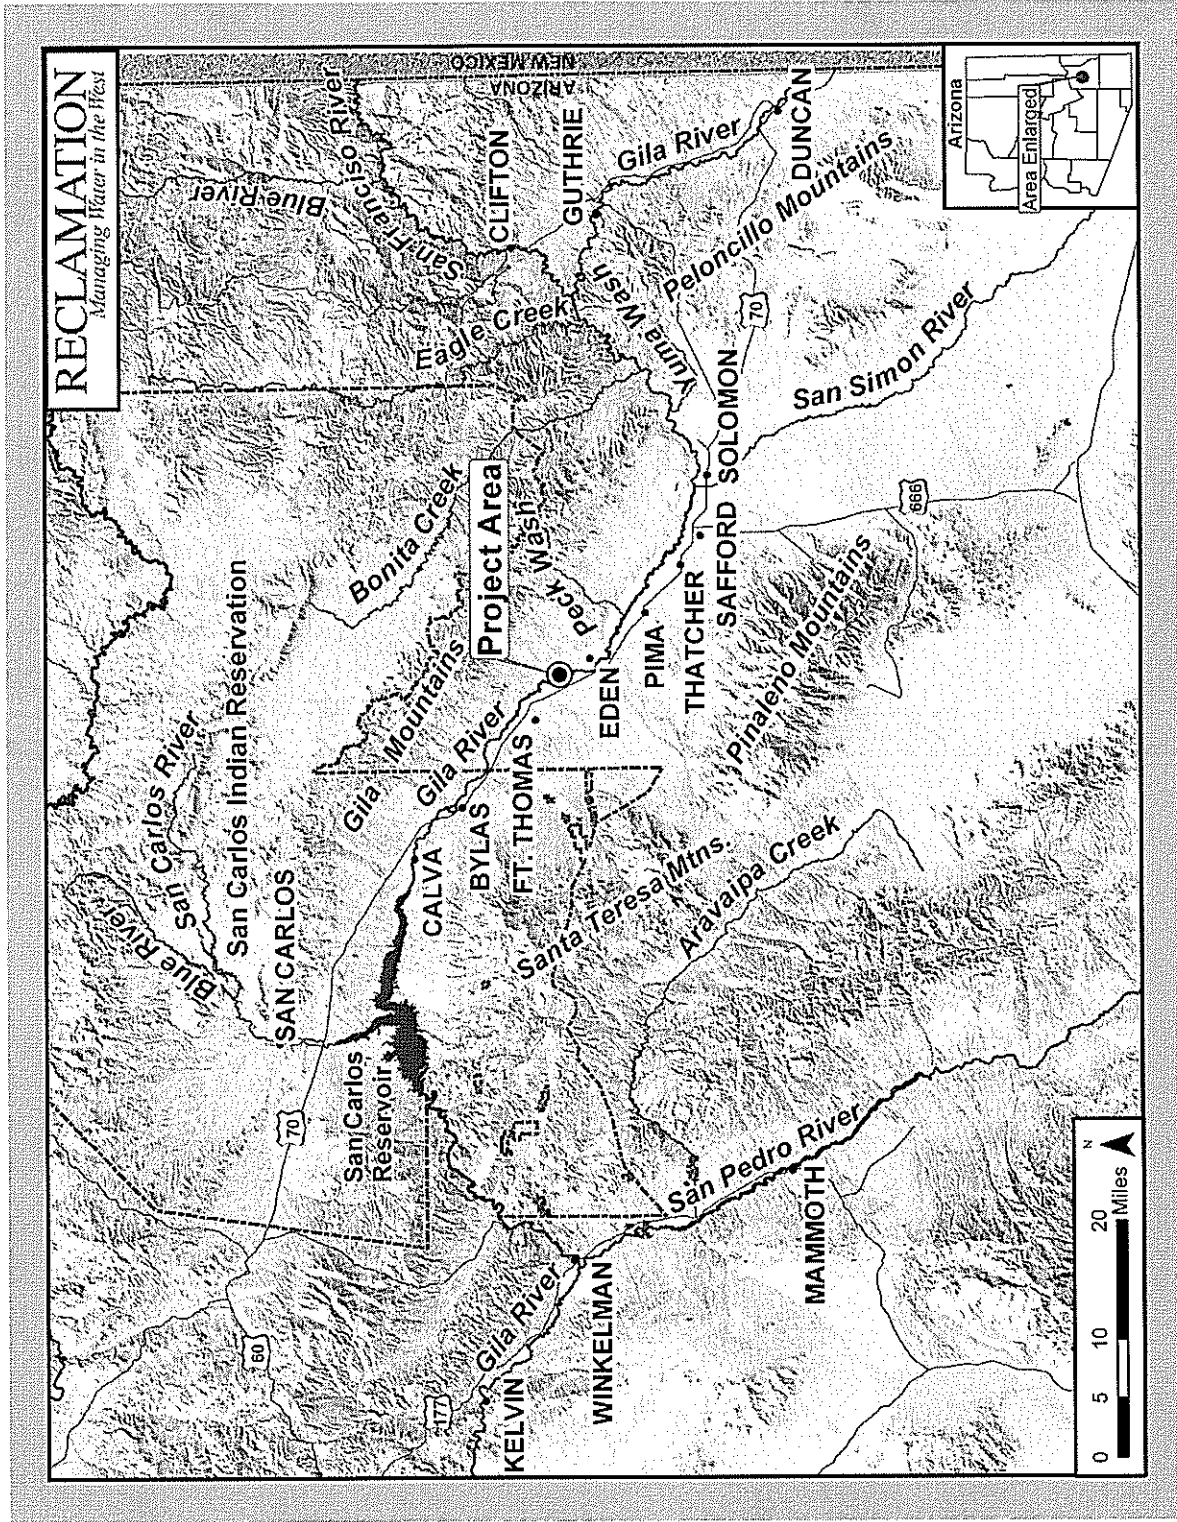 RECLAMATION
Managing Water in the West
NEW MEXICO
ARIZONA
San Francisco River
Blue River
CLIFTON
GUTHRIE
Gila River
DUNCAN
Peloncillo Mountains
Arizona
Area Enlarged
Eagle Creek
Yuma Wash
70
SOLOMON
San Simon River
Bonita Creek
Project Area
Peck Wash
666
SAFFORD
THATCHER
PIMA
EDEN
Pinaleno Mountains
Gila Mountains
Gila River
San Carlos River
San Carlos Indian Reservation
Blue River
SAN CARLOS
CALVA
BYLAS
FT. THOMAS
Santa Teresa Mtns.
Aravaipa Creek
San Carlos
Reservoir
70
San Pedro River
MAMMOTH
60
177
Gila River
KELVIN
WINKELMAN
0 5 10 20 Miles
N